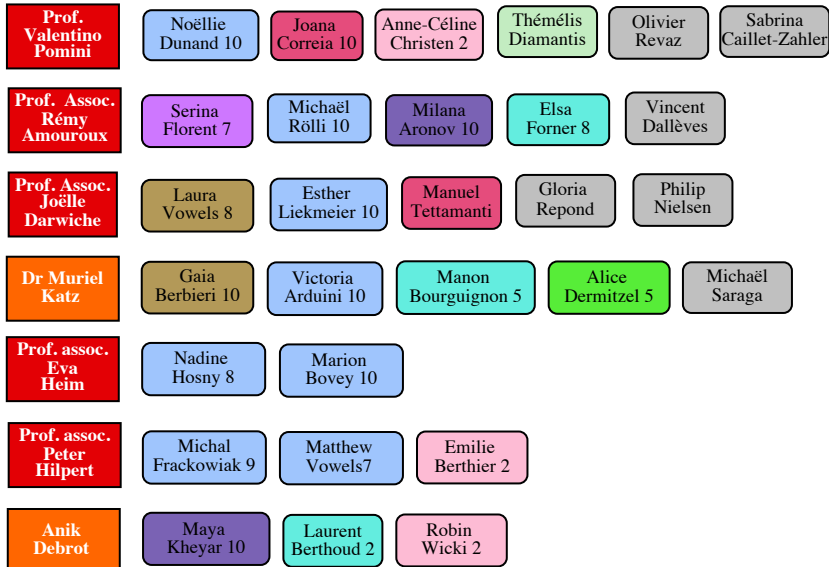 Prof.
Valentino
Pomini
Noëllie
Dunand 10
Joana
Correia 10
Anne-Céline
Christen 2
Thémélis
Diamantis
Olivier
Revaz
Sabrina
Caillet-Zahler
Prof. Assoc.
Rémy
Amouroux
Serina
Florent 7
Michaël
Rölli 10
Milana
Aronov 10
Elsa
Forner 8
Vincent
Dallèves
Prof. Assoc.
Joëlle
Darwiche
Laura
Vowels 8
Esther
Liekmeier 10
Manuel
Tettamanti
Gloria
Repond
Philip
Nielsen
Dr Muriel
Katz
Gaia
Berbieri 10
Victoria
Arduini 10
Manon
Bourguignon 5
Alice
Dermitzel 5
Michaël
Saraga
Prof. assoc.
Eva
Heim
Nadine
Hosny 8
Marion
Bovey 10
Prof. assoc.
Peter
Hilpert
Michal
Frackowiak 9
Matthew
Vowels7
Emilie
Berthier 2
Anik
Debrot
Maya
Kheyar 10
Laurent
Berthoud 2
Robin
Wicki 2